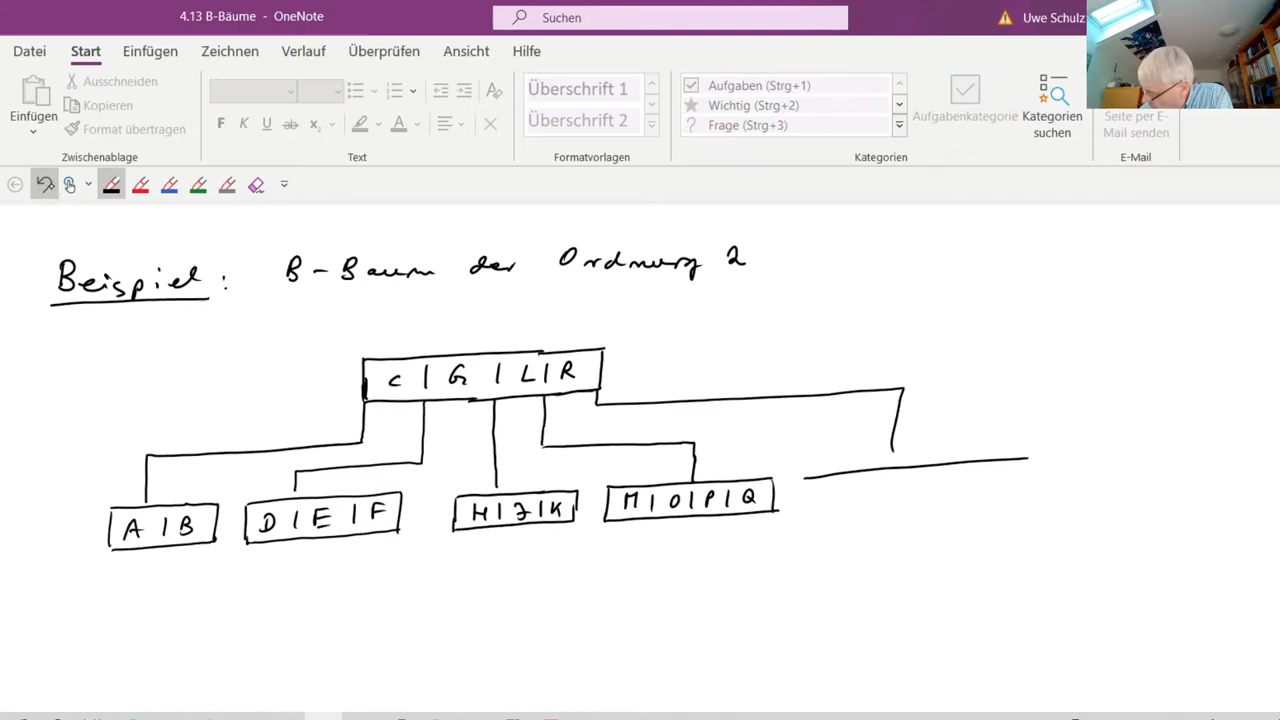 4.13 B-Bäume - OneNote
Suchen
Uwe Schulz
Datei Start Einfügen Zeichnen Verlauf Überprüfen Ansicht Hilfe
Einfügen
Ausschneiden
Kopieren
Format übertragen
Zwischenablage
F K U ab x₂ A
Text
Überschrift 1
Überschrift 2
Formatvorlagen
Aufgaben (Strg+1)
Wichtig (Strg+2)
Frage (Strg+3)
Aufgabenkategorie
Kategorien suchen
Kategorien
Seite per E-Mail senden
E-Mail
Beispiel: B-Baum der Ordnung 2
C | G | L | R
A | B D | E | F H | J | K M | O | P | Q